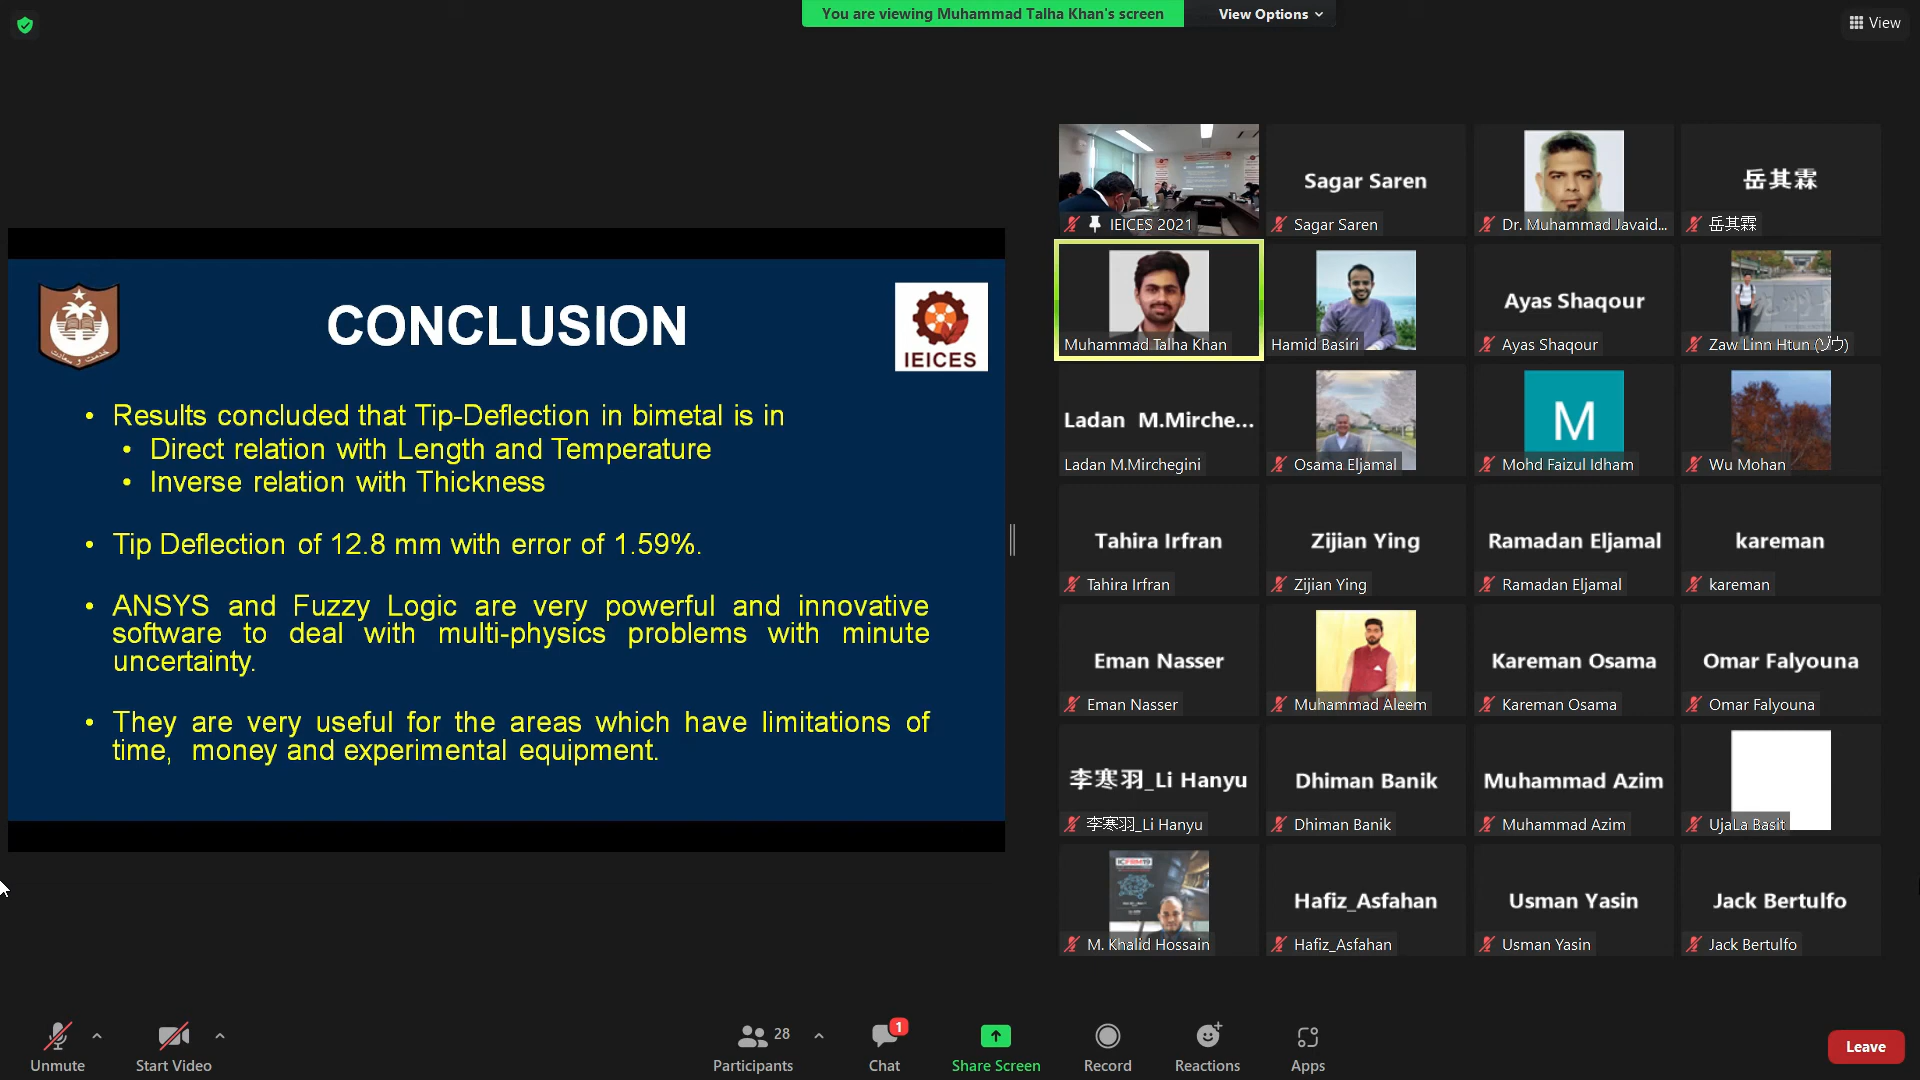 You are viewing Muhammad Talha Khan's screen
View Options
View
CONCLUSION
IEICES
• Results concluded that Tip-Deflection in bimetal is in
• Direct relation with Length and Temperature
• Inverse relation with Thickness
• Tip Deflection of 12.8 mm with error of 1.59%.
• ANSYS and Fuzzy Logic are very powerful and innovative
software to deal with multi-physics problems with minute
uncertainty.
• They are very useful for the areas which have limitations of
time, money and experimental equipment.
IEICES 2021
Sagar Saren
Sagar Saren
Dr. Muhammad Javaid...
岳其霖
岳其霖
Muhammad Talha Khan
Hamid Basiri
Ayas Shaqour
Ayas Shaqour
Zaw Linn Htun (ゾウ)
Ladan M.Mirche...
Ladan M.Mirchegini
Osama Eljamal
M
Mohd Faizul Idham
Wu Mohan
Tahira Irfran
Tahira Irfran
Zijian Ying
Zijian Ying
Ramadan Eljamal
Ramadan Eljamal
kareman
kareman
Eman Nasser
Eman Nasser
Muhammad Aleem
Kareman Osama
Kareman Osama
Omar Falyouna
Omar Falyouna
李寒羽_Li Hanyu
李寒羽_Li Hanyu
Dhiman Banik
Dhiman Banik
Muhammad Azim
Muhammad Azim
UjaLa Basit
M. Khalid Hossain
Hafiz_Asfahan
Hafiz_Asfahan
Usman Yasin
Usman Yasin
Jack Bertulfo
Jack Bertulfo
Unmute
Start Video
28
Participants
1
Chat
Share Screen
Record
Reactions
Apps
Leave